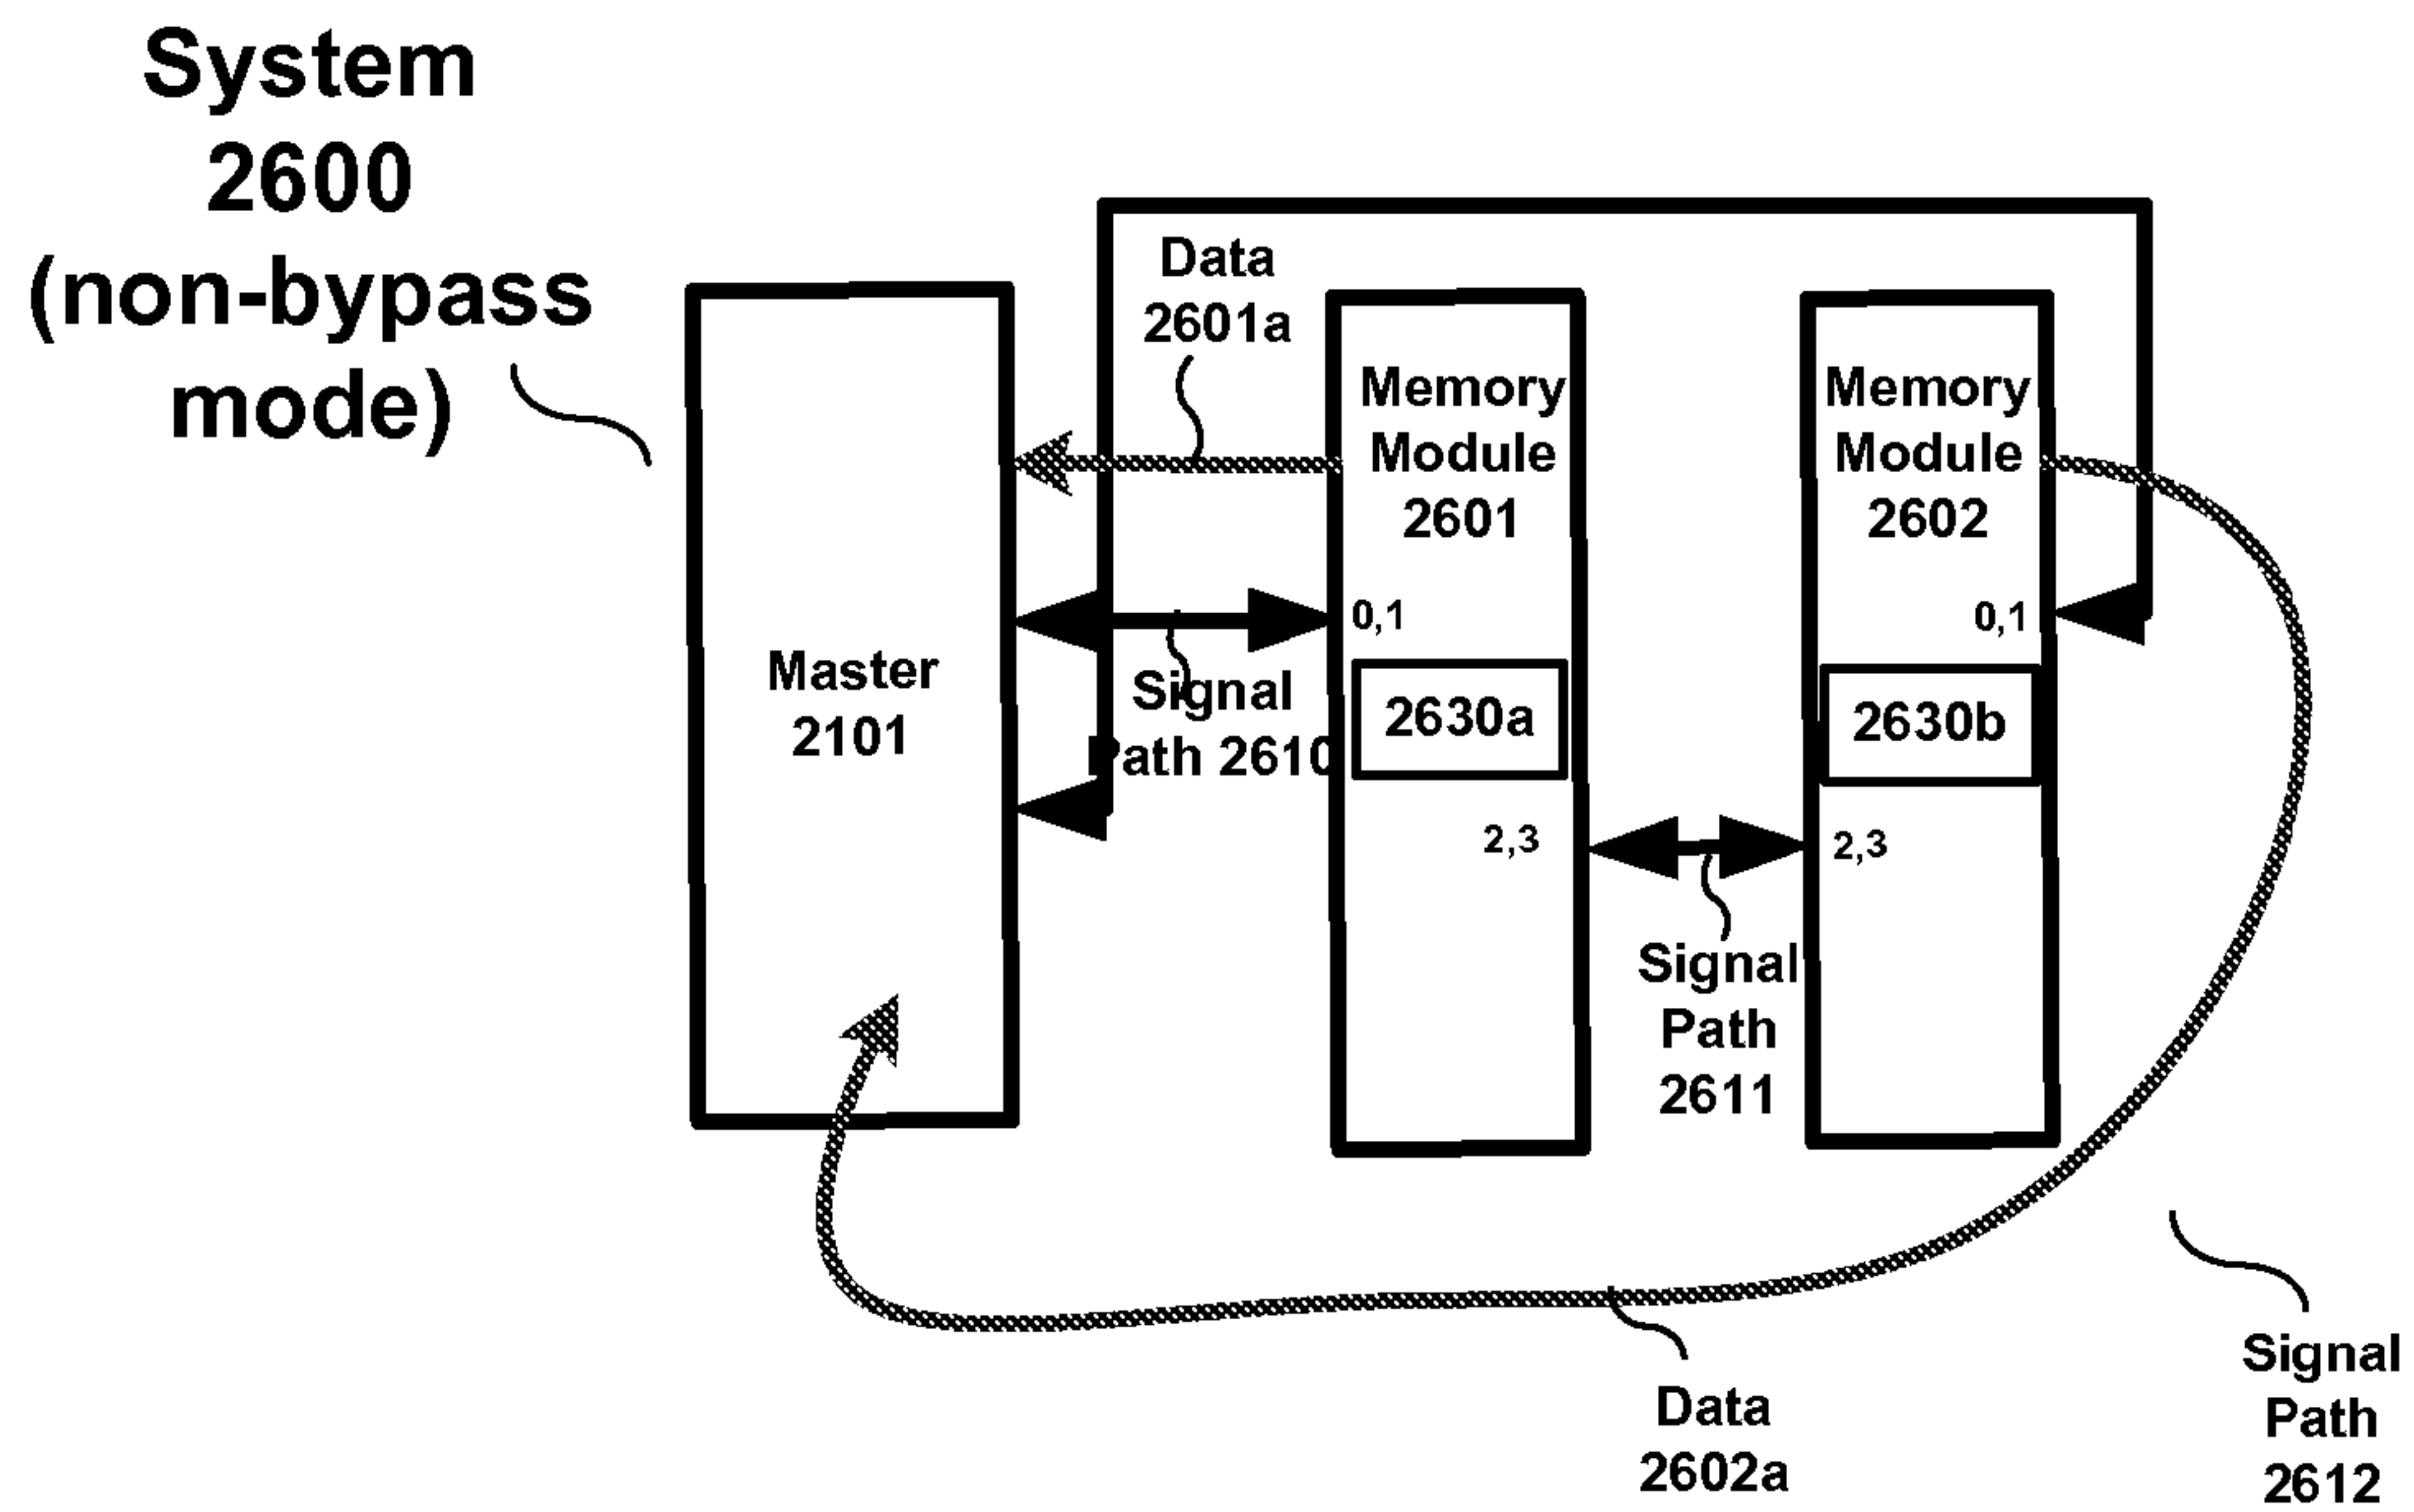 System
2600
(non-bypass
mode)
Data
2601a
Memory
Module
2601
Memory
Module
2602
0,1
0,1
Master
2101
Signal
Path 2610
2630a
2630b
2,3
2,3
Signal
Path
2611
Data
2602a
Signal
Path
2612